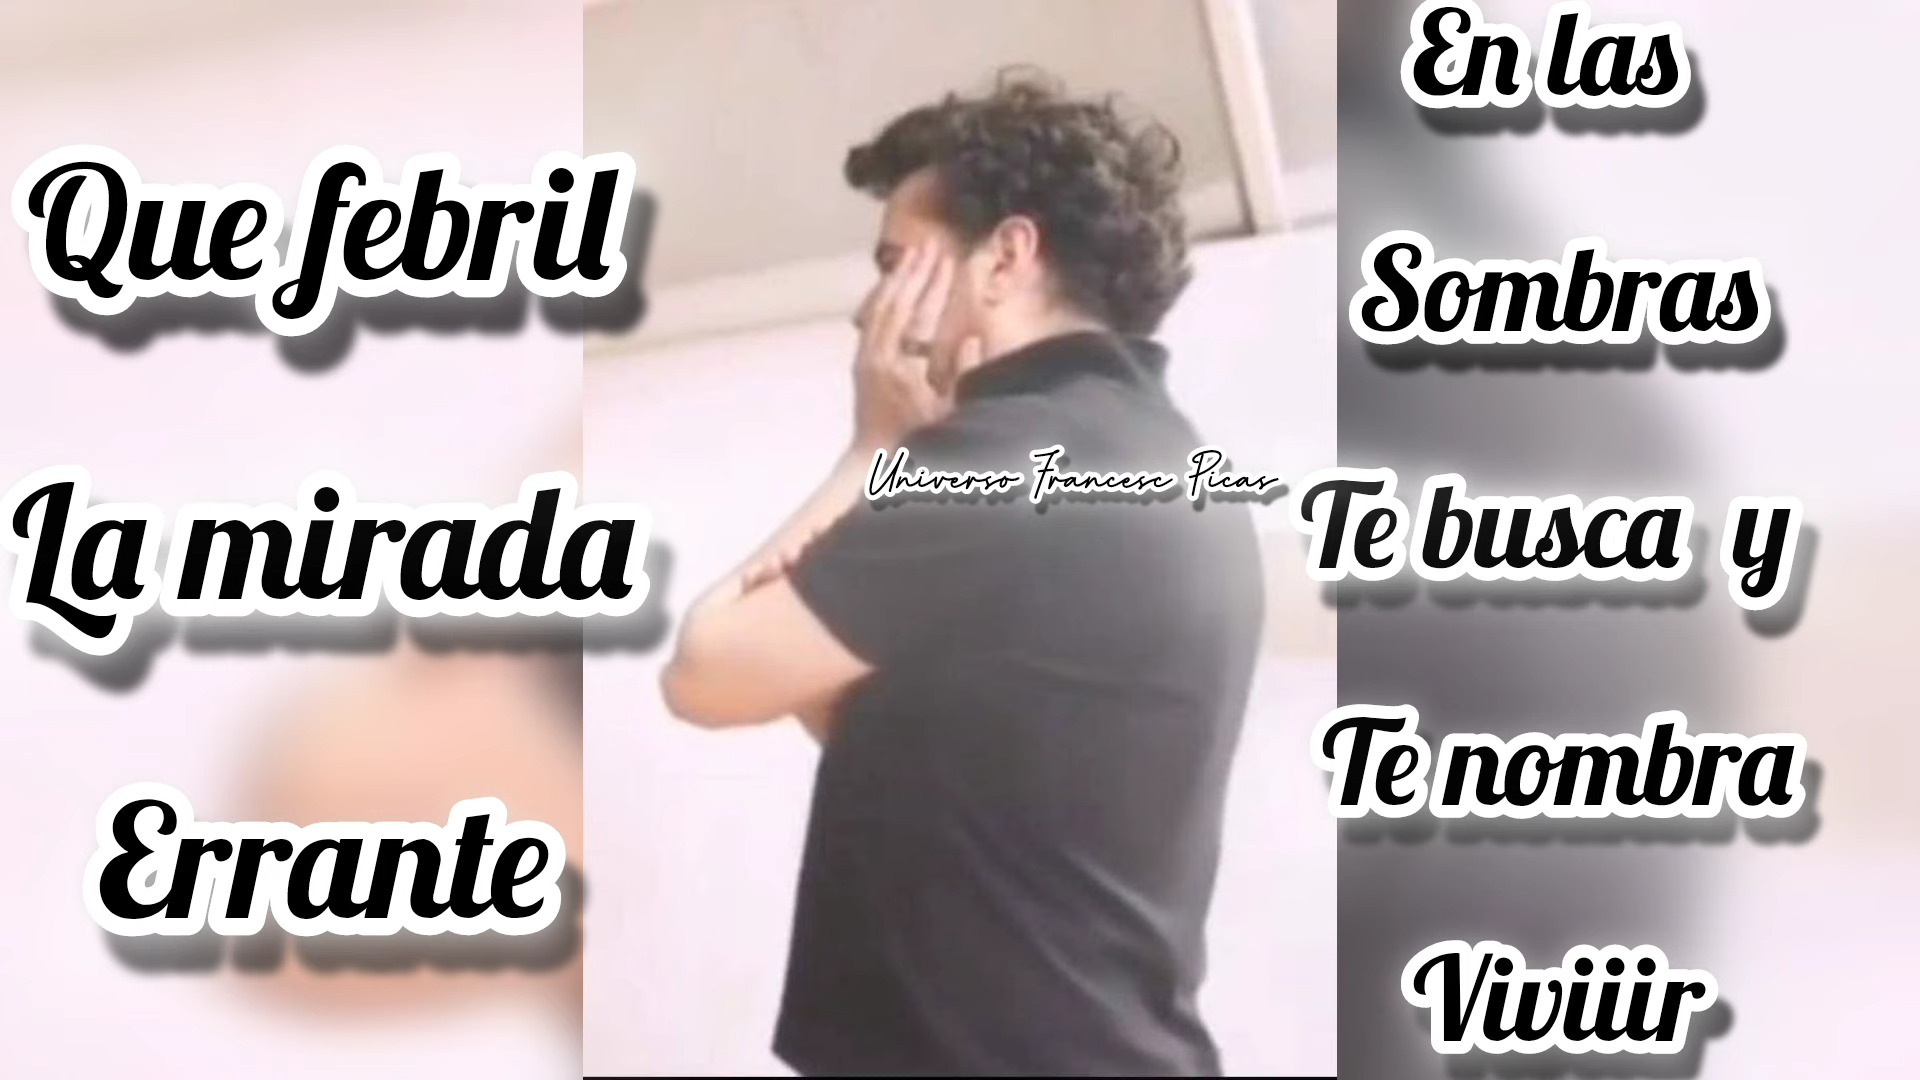 Que febril
La mirada
Errante
Universo Francesc Picas
En las
Sombras
Te busca y
Te nombra
Viviiir